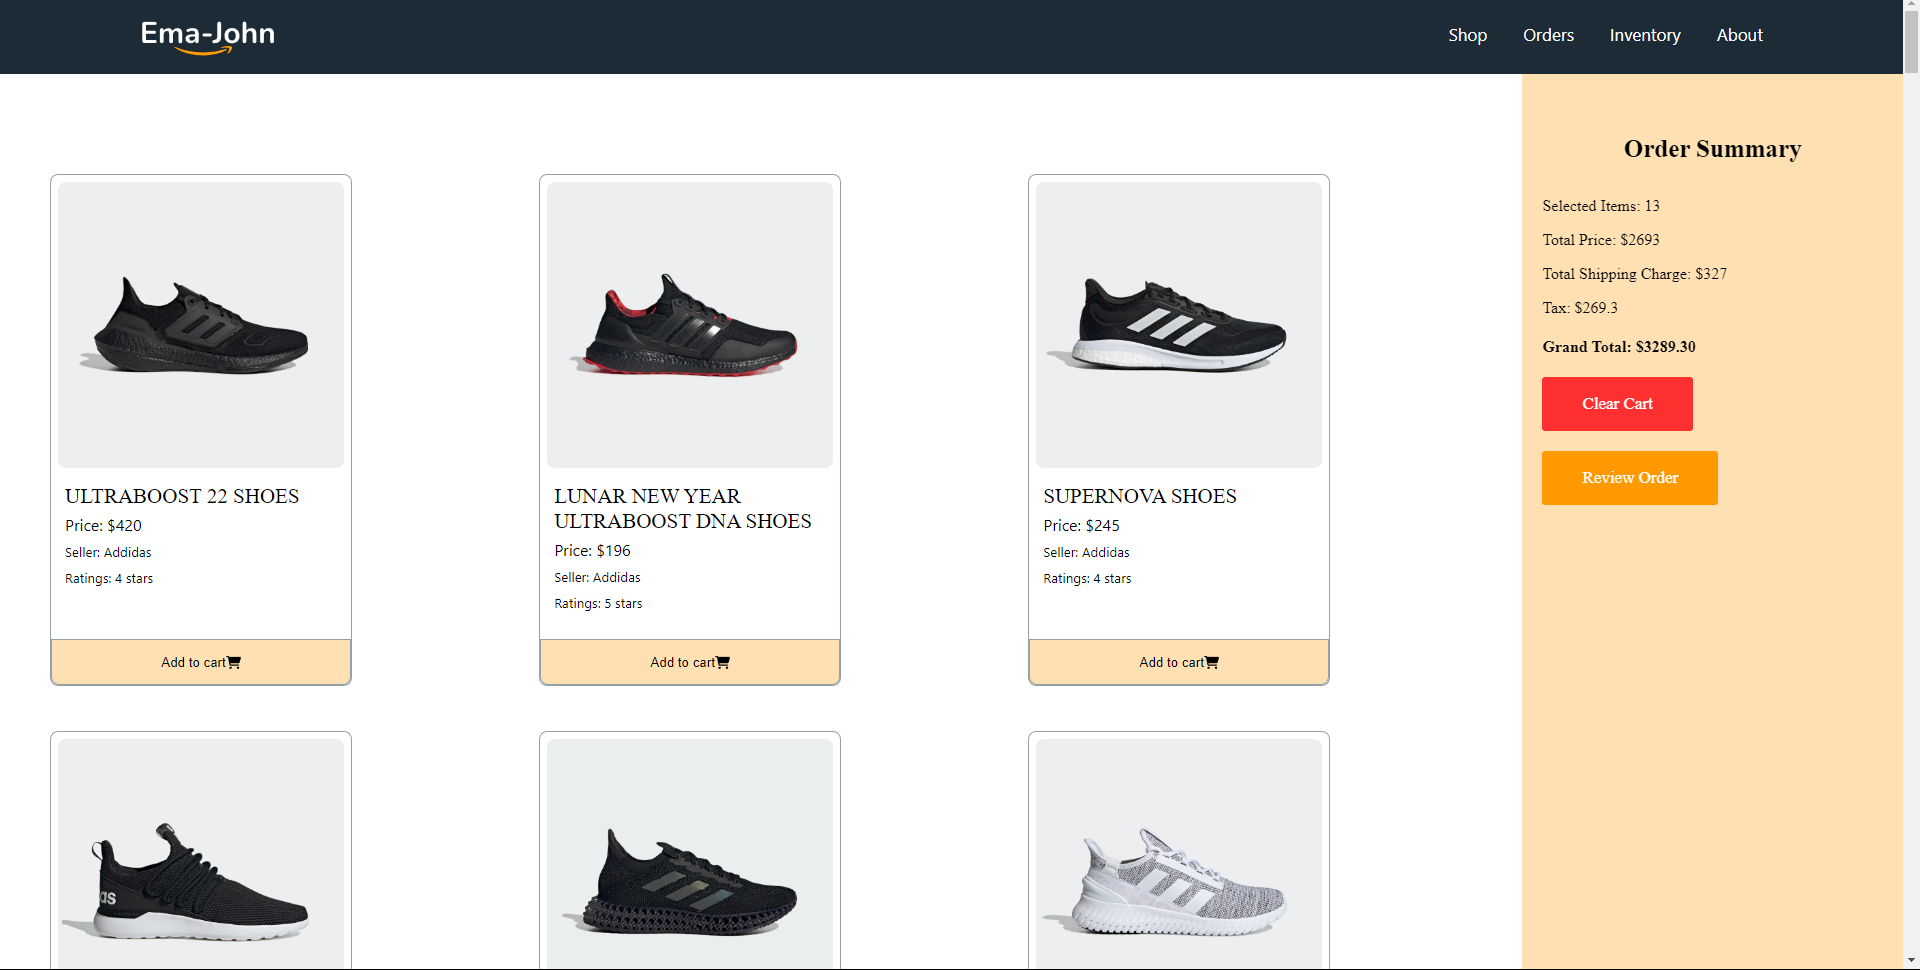 Ema-John
Shop
Orders
Inventory
About
ULTRABOOST 22 SHOES
Price: $420
Seller: Addidas
Ratings: 4 stars
Add to cart
LUNAR NEW YEAR
ULTRABOOST DNA SHOES
Price: $196
Seller: Addidas
Ratings: 5 stars
Add to cart
SUPERNOVA SHOES
Price: $245
Seller: Addidas
Ratings: 4 stars
Add to cart
as
Order Summary
Selected Items: 13
Total Price: $2693
Total Shipping Charge: $327
Tax: $269.3
Grand Total: $3289.30
Clear Cart
Review Order